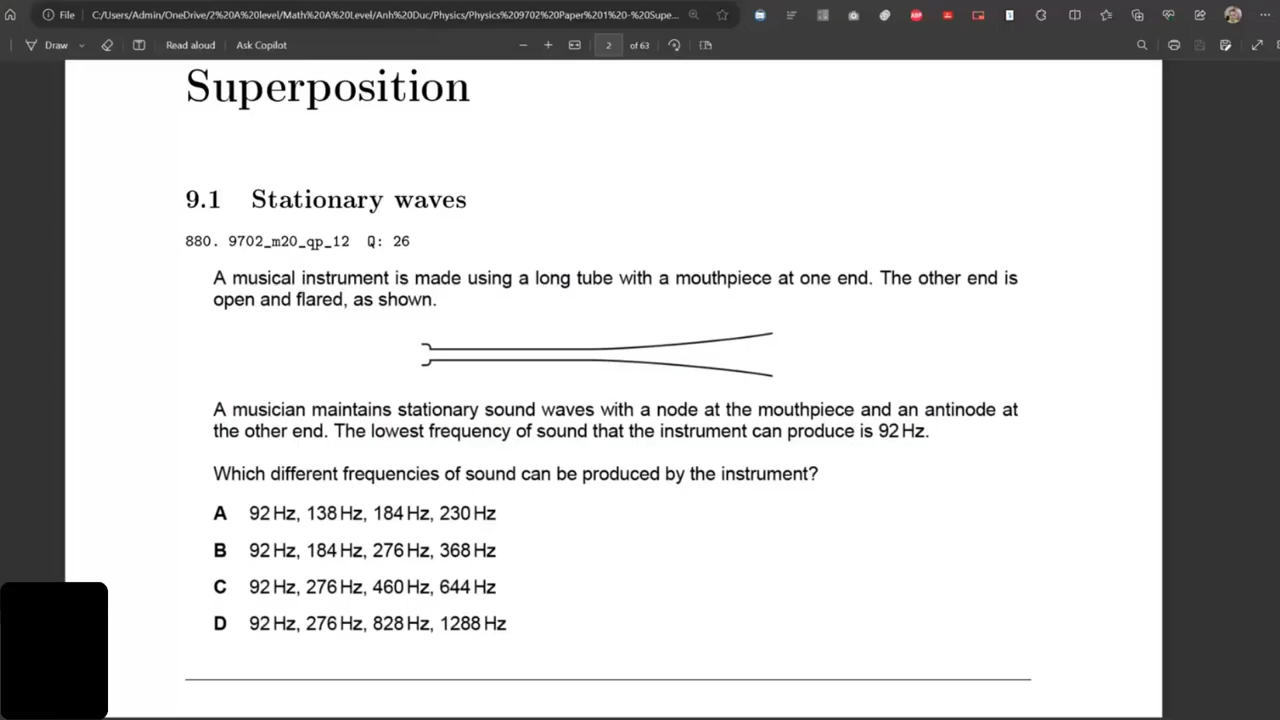 File
C:/Users/Admin/OneDrive/2%20A%20level/Math%20A%20Level/Anh%20Duc/Physics/Physics%209702%20Paper%201%20-%20Supe...
Draw
Read aloud
Ask Copilot
2
of 63
Superposition
9.1 Stationary waves
880. 9702_m20_qp_12 Q: 26
A musical instrument is made using a long tube with a mouthpiece at one end. The other end is
open and flared, as shown.
A musician maintains stationary sound waves with a node at the mouthpiece and an antinode at
the other end. The lowest frequency of sound that the instrument can produce is 92 Hz.
Which different frequencies of sound can be produced by the instrument?
A 92 Hz, 138 Hz, 184 Hz, 230 Hz
B 92 Hz, 184 Hz, 276 Hz, 368 Hz
C 92 Hz, 276 Hz, 460 Hz, 644 Hz
D 92 Hz, 276 Hz, 828 Hz, 1288 Hz